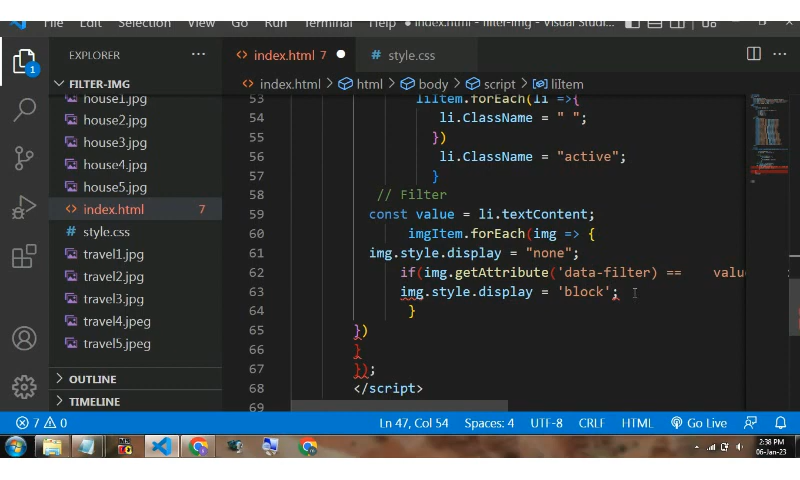 File Edit Selection View Go Run Terminal Help index.html - filter-img - Visual Studi...
EXPLORER ...
index.html 7 # style.css ...
FILTER-IMG
index.html > html > body > script > liItem
house1.jpg
house2.jpg
house3.jpg
house4.jpg
house5.jpg
index.html 7
# style.css
travel1.jpg
travel2.jpg
travel3.jpg
travel4.jpeg
travel5.jpeg
OUTLINE
TIMELINE
53 liItem.forEach(li =>{
54 li.ClassName = " ";
55 })
56 li.ClassName = "active";
57 }
58 // Filter
59 const value = li.textContent;
60 imgItem.forEach(img => {
61 img.style.display = "none";
62 if(img.getAttribute('data-filter) == valu
63 img.style.display = 'block';
64 }
65 })
66 }
67 });
68 </script>
69
1
7 0 Ln 47, Col 54 Spaces: 4 UTF-8 CRLF HTML Go Live
2:38 PM
06-Jan-23